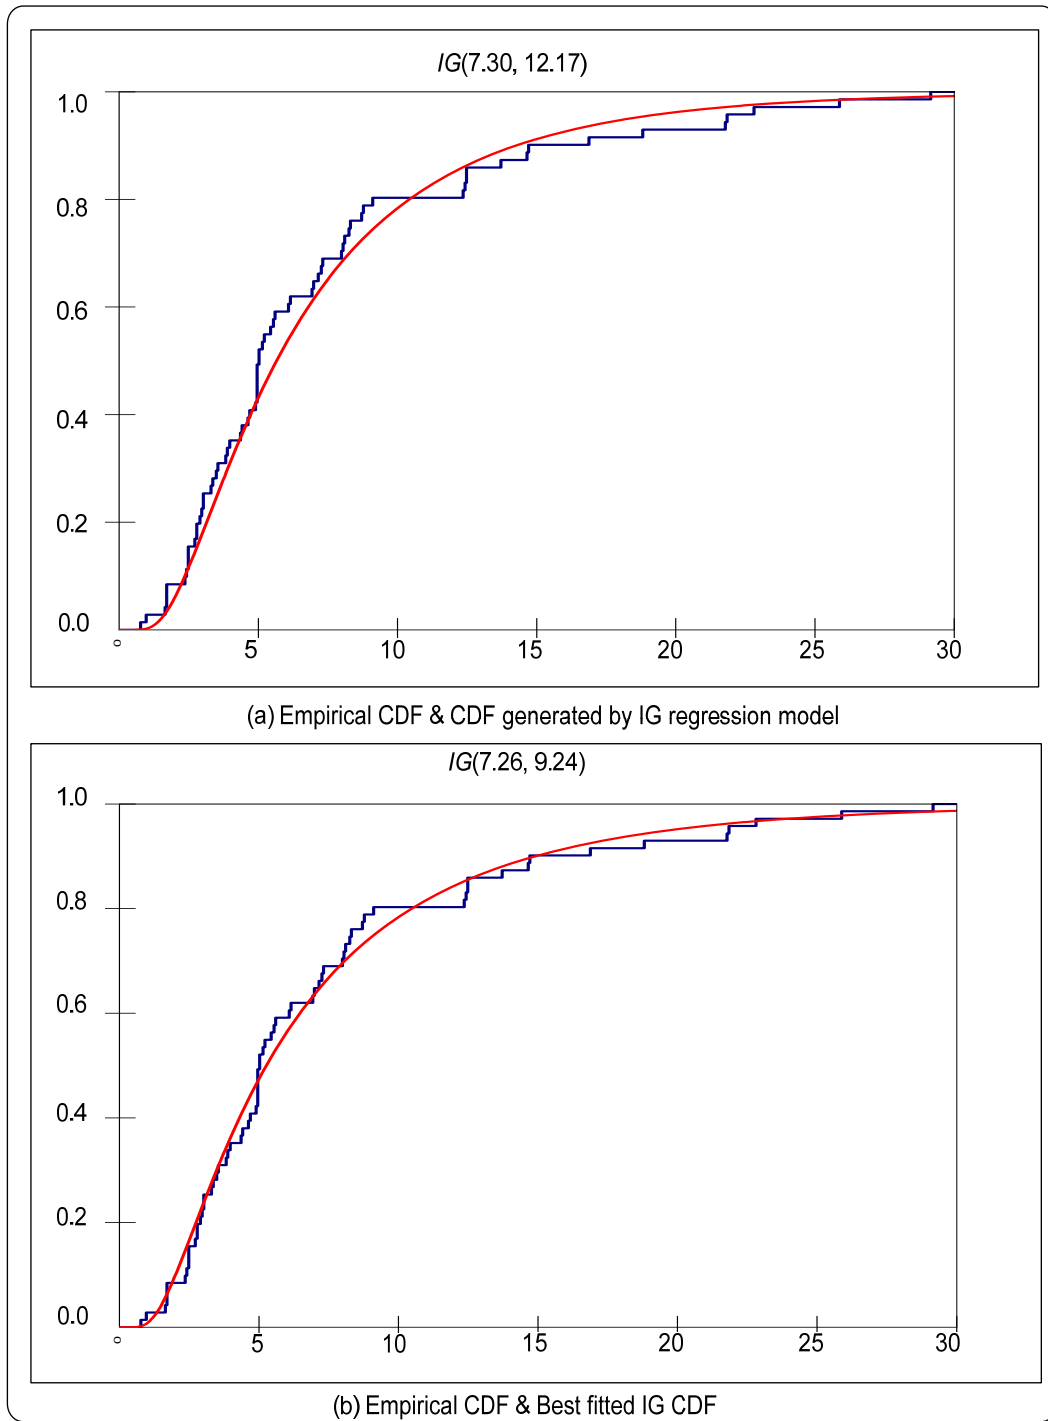 IG(7.30, 12.17)
1.0
0.8
0.6
0.4
0.2
0.0
0 5 10 15 20 25 30
(a) Empirical CDF & CDF generated by IG regression model
IG(7.26, 9.24)
1.0
0.8
0.6
0.4
0.2
0.0
0 5 10 15 20 25 30
(b) Empirical CDF & Best fitted IG CDF